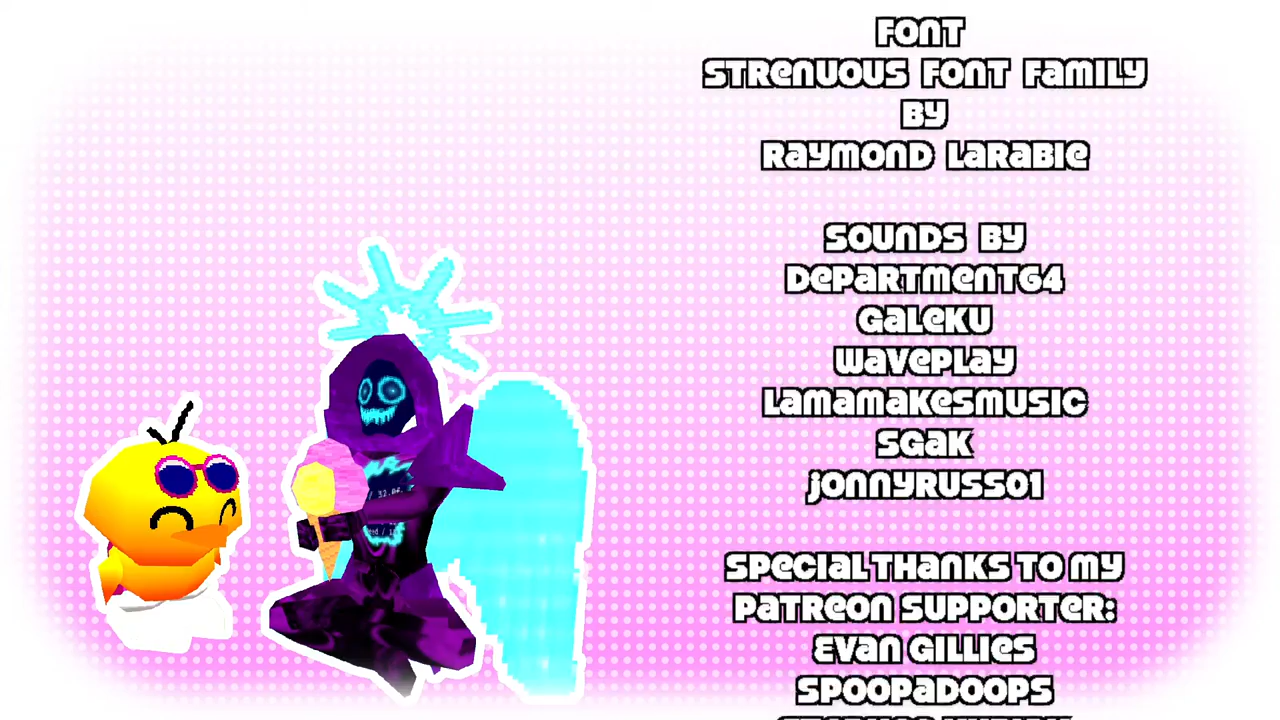 FONT
STRENUOUS FONT FAMILY
BY
RAYMOND LARABIE
SOUNDS BY
DEPARTMENT64
GALEKU
WAVEPLAY
LAMAMAKESMUSIC
SGAK
JONNYRUSS01
SPECIAL THANKS TO MY
PATREON SUPPORTER:
EVAN GILLIES
SPOOPADOOPS